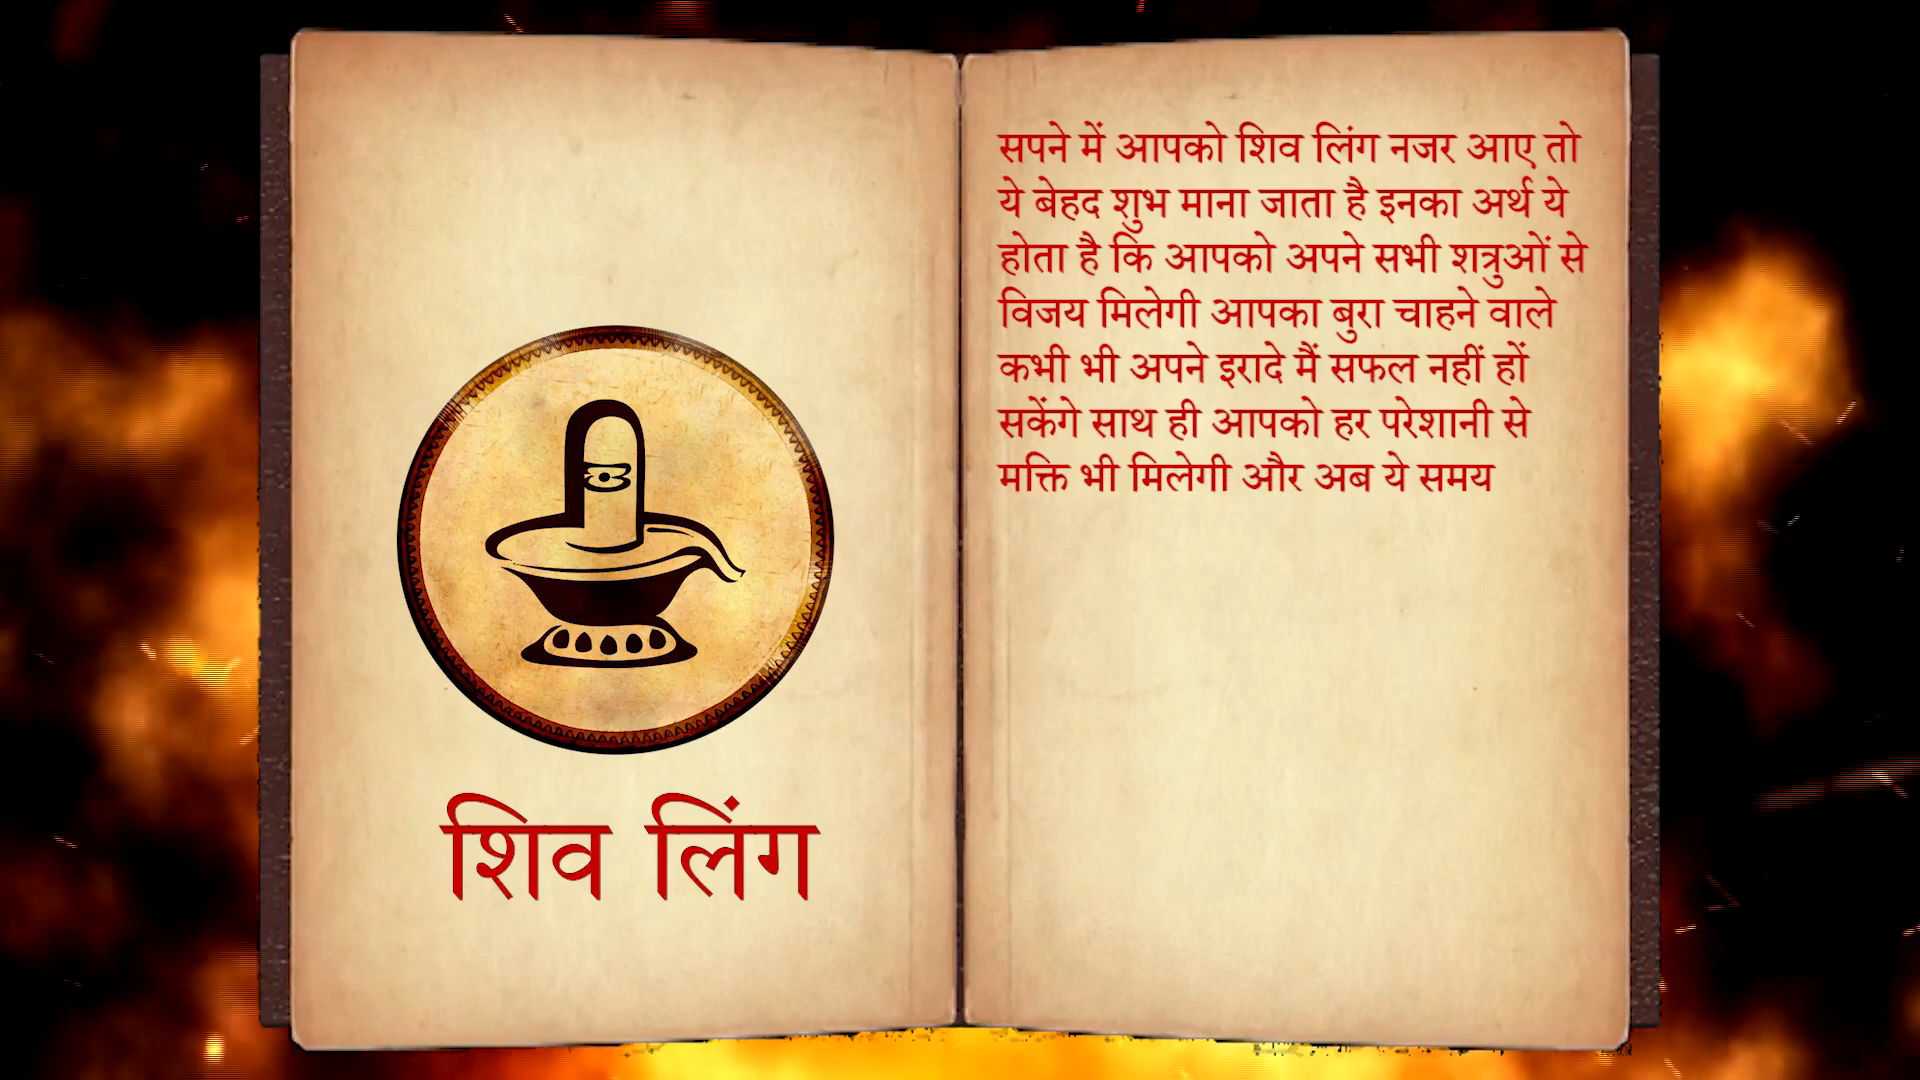 शिव लिंग
सपने में आपको शिव लिंग नजर आए तो
ये बेहद शुभ माना जाता है इनका अर्थ ये
होता है कि आपको अपने सभी शत्रुओं से
विजय मिलेगी आपका बुरा चाहने वाले
कभी भी अपने इरादे मैं सफल नहीं हों
सकेंगे साथ ही आपको हर परेशानी से
मक्ति भी मिलेगी और अब ये समय